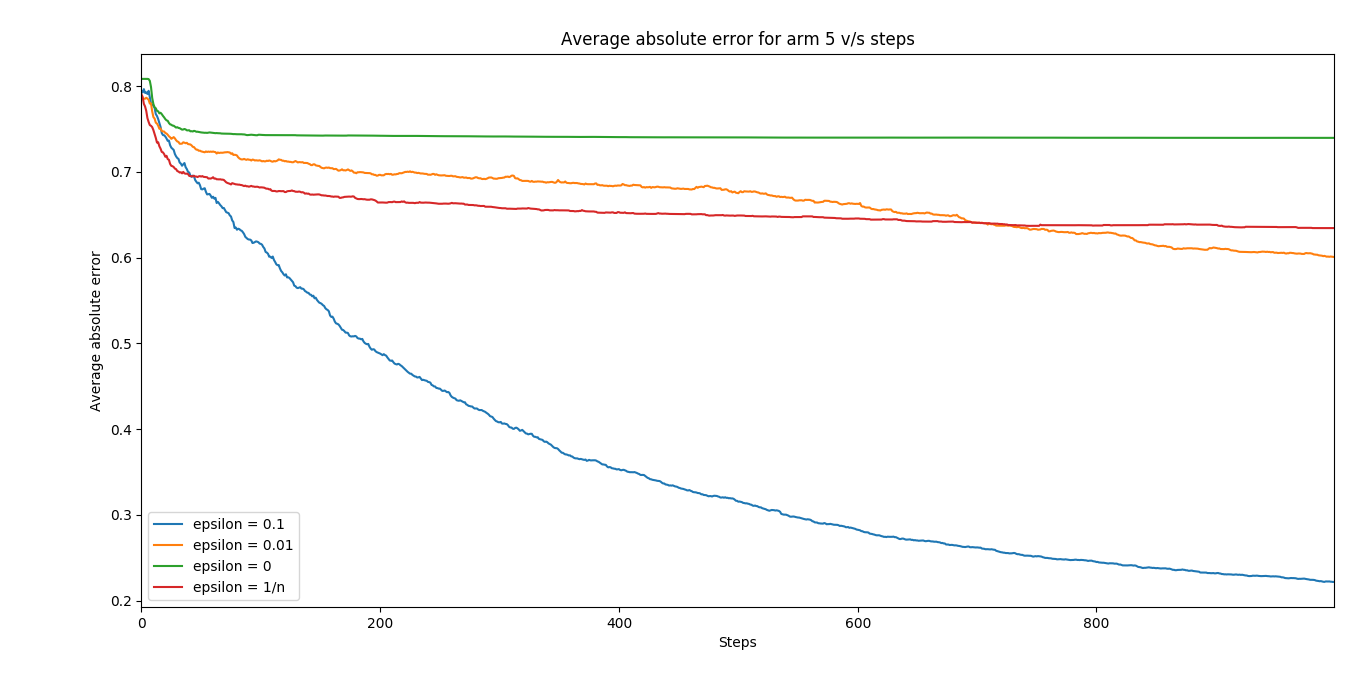 Average absolute error for arm 5 v/s steps
Average absolute error
0.8
0.7
0.6
0.5
0.4
0.3
0.2
epsilon = 0.1
epsilon = 0.01
epsilon = 0
epsilon = 1/n
0
200
400
600
800
Steps